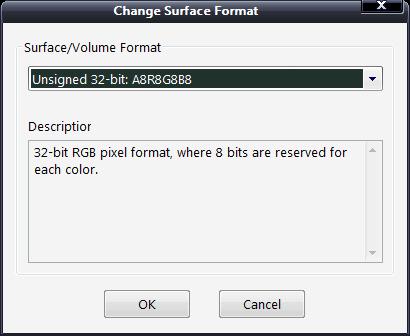 Change Surface Format
X
Surface/Volume Format
Unsigned 32-bit: A8R8G8B8
Descriptior
32-bit RGB pixel format, where 8 bits are reserved for
each color.
OK
Cancel